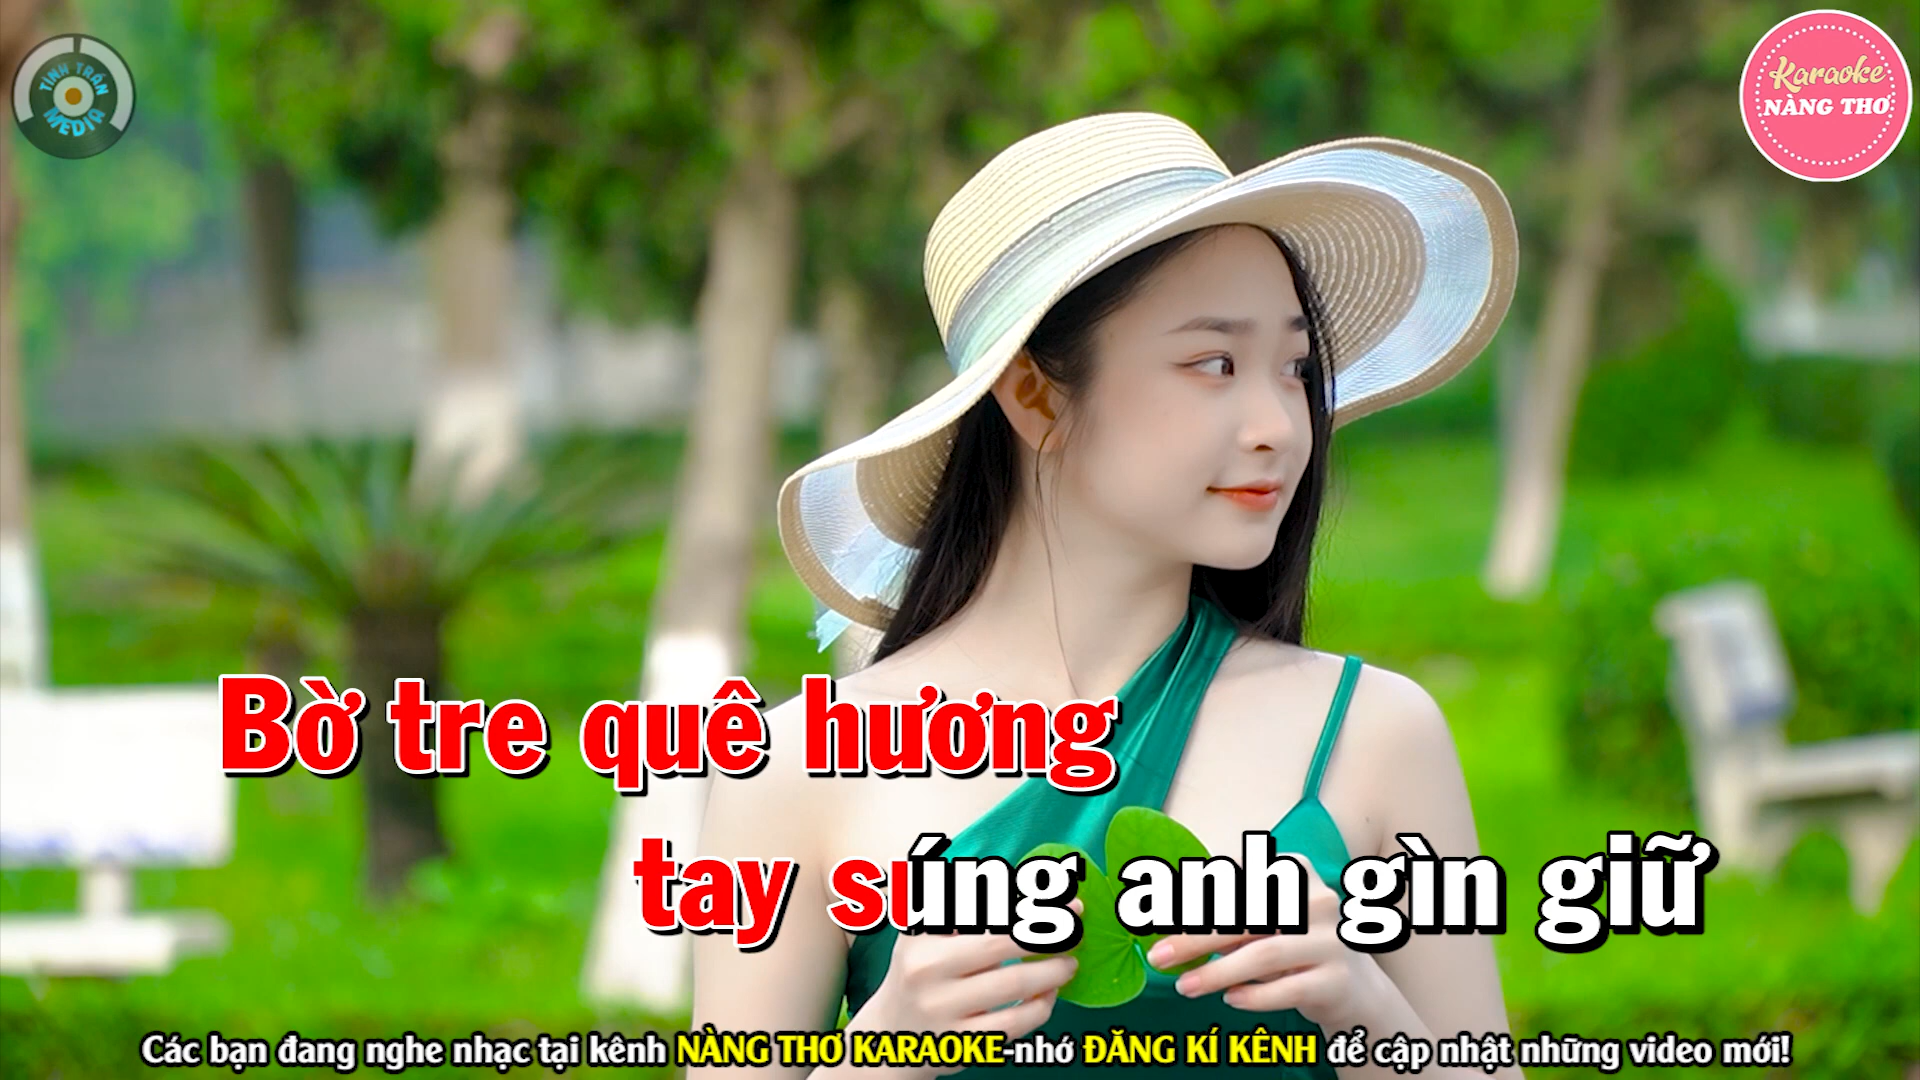 TÌNH TRẦN
MEDIA
Karaoke
NÀNG THƠ
Bờ tre quê hương
tay súng anh gìn giữ
Các bạn đang nghe nhạc tại kênh NÀNG THƠ KARAOKE-nhớ ĐĂNG KÍ KÊNH để cập nhật những video mới!